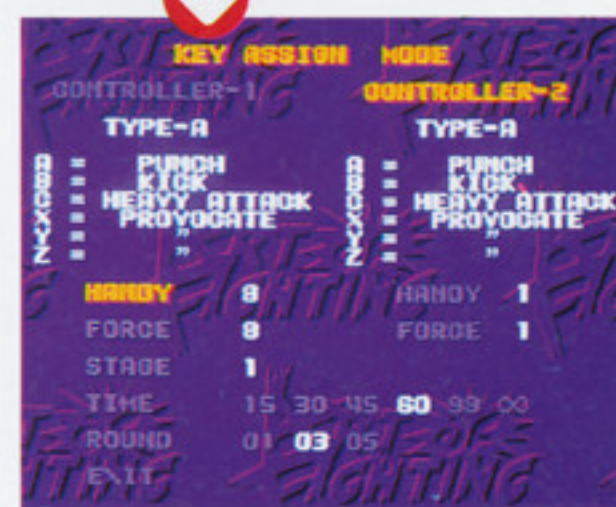 KEY ASSIGN MODE
CONTROLLER-1 CONTROLLER-2
TYPE-A TYPE-A
A = PUNCH A = PUNCH
B = KICK B = KICK
C = HEAVY ATTACK C = HEAVY ATTACK
X = PROVOCATE X = PROVOCATE
Y = " Y = "
Z = " Z = "
HANDY 8 HANDY 1
FORCE 8 FORCE 1
STAGE 1
TIME 15 30 45 60 99 ∞
ROUND 01 03 05
EXIT